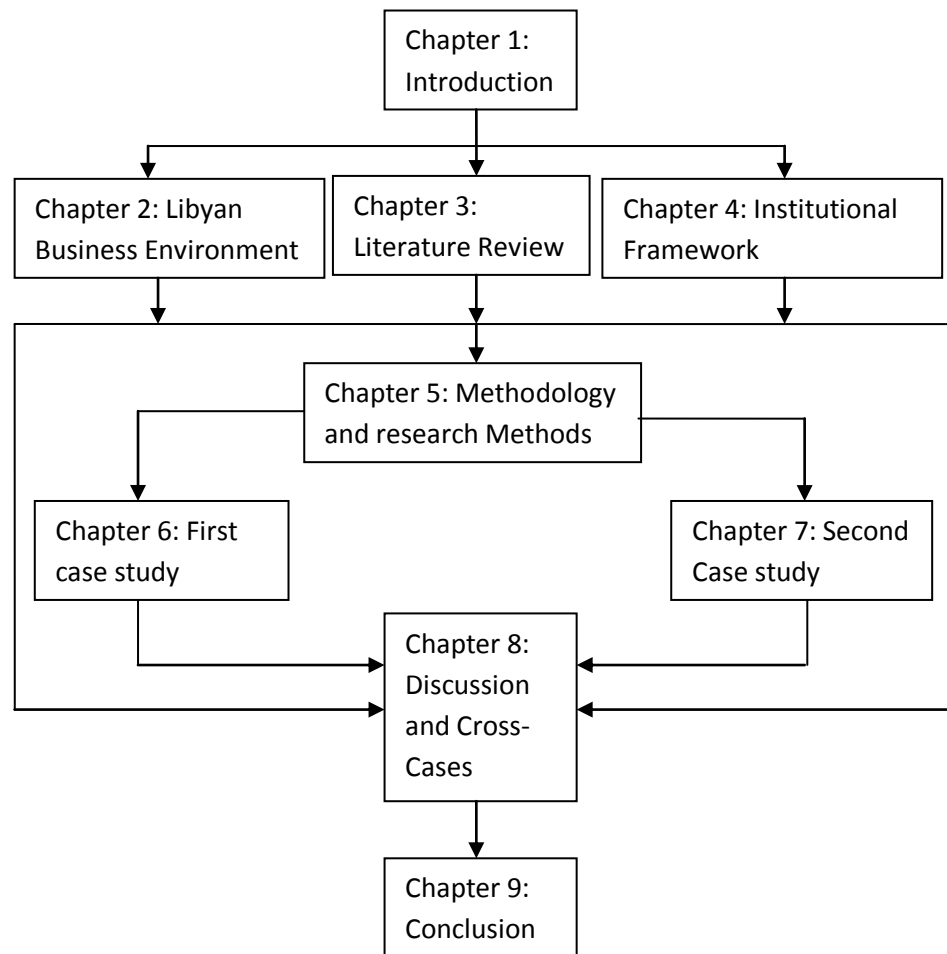 Chapter 1:
Introduction
Chapter 2: Libyan
Business Environment
Chapter 3:
Literature Review
Chapter 4: Institutional
Framework
Chapter 5: Methodology
and research Methods
Chapter 6: First
case study
Chapter 7: Second
Case study
Chapter 8:
Discussion
and Cross-
Cases
Chapter 9:
Conclusion